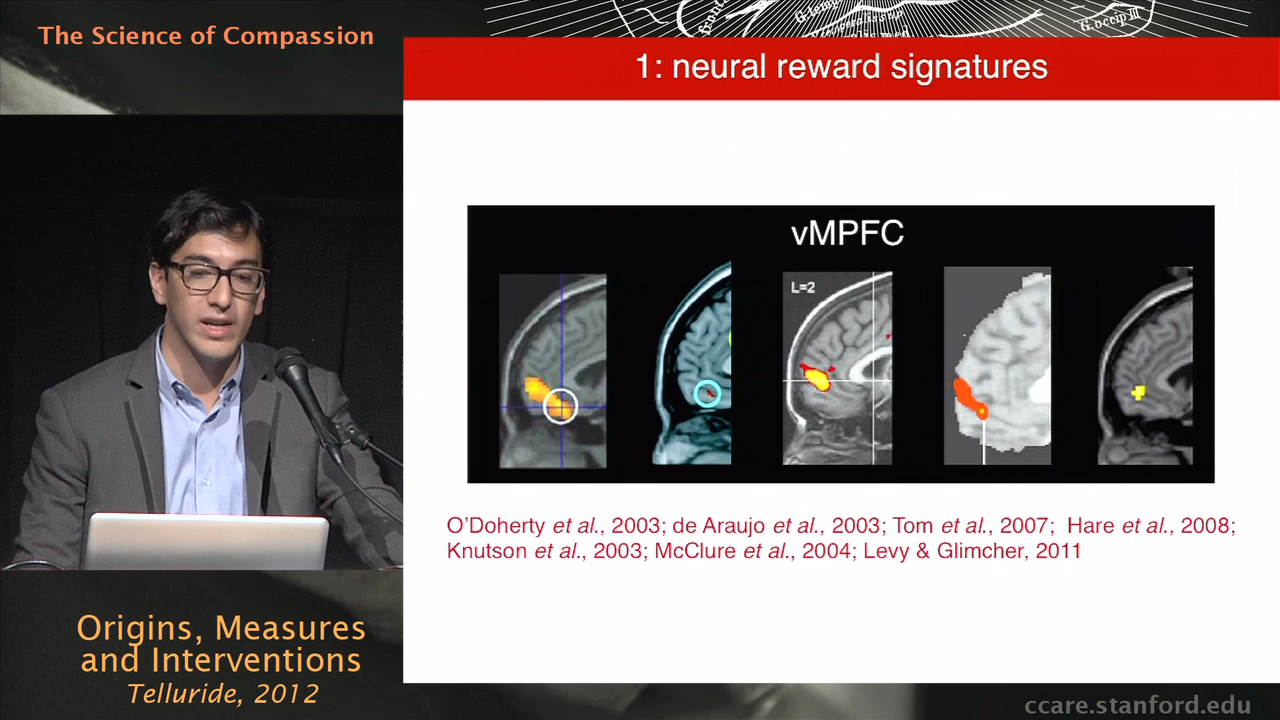 The Science of Compassion
G.occip III
1: neural reward signatures
vMPFC
L=2
O'Doherty et al., 2003; de Araujo et al., 2003; Tom et al., 2007; Hare et al., 2008;
Knutson et al., 2003; McClure et al., 2004; Levy & Glimcher, 2011
Origins, Measures
and Interventions
Telluride, 2012
ccare.stanford.edu